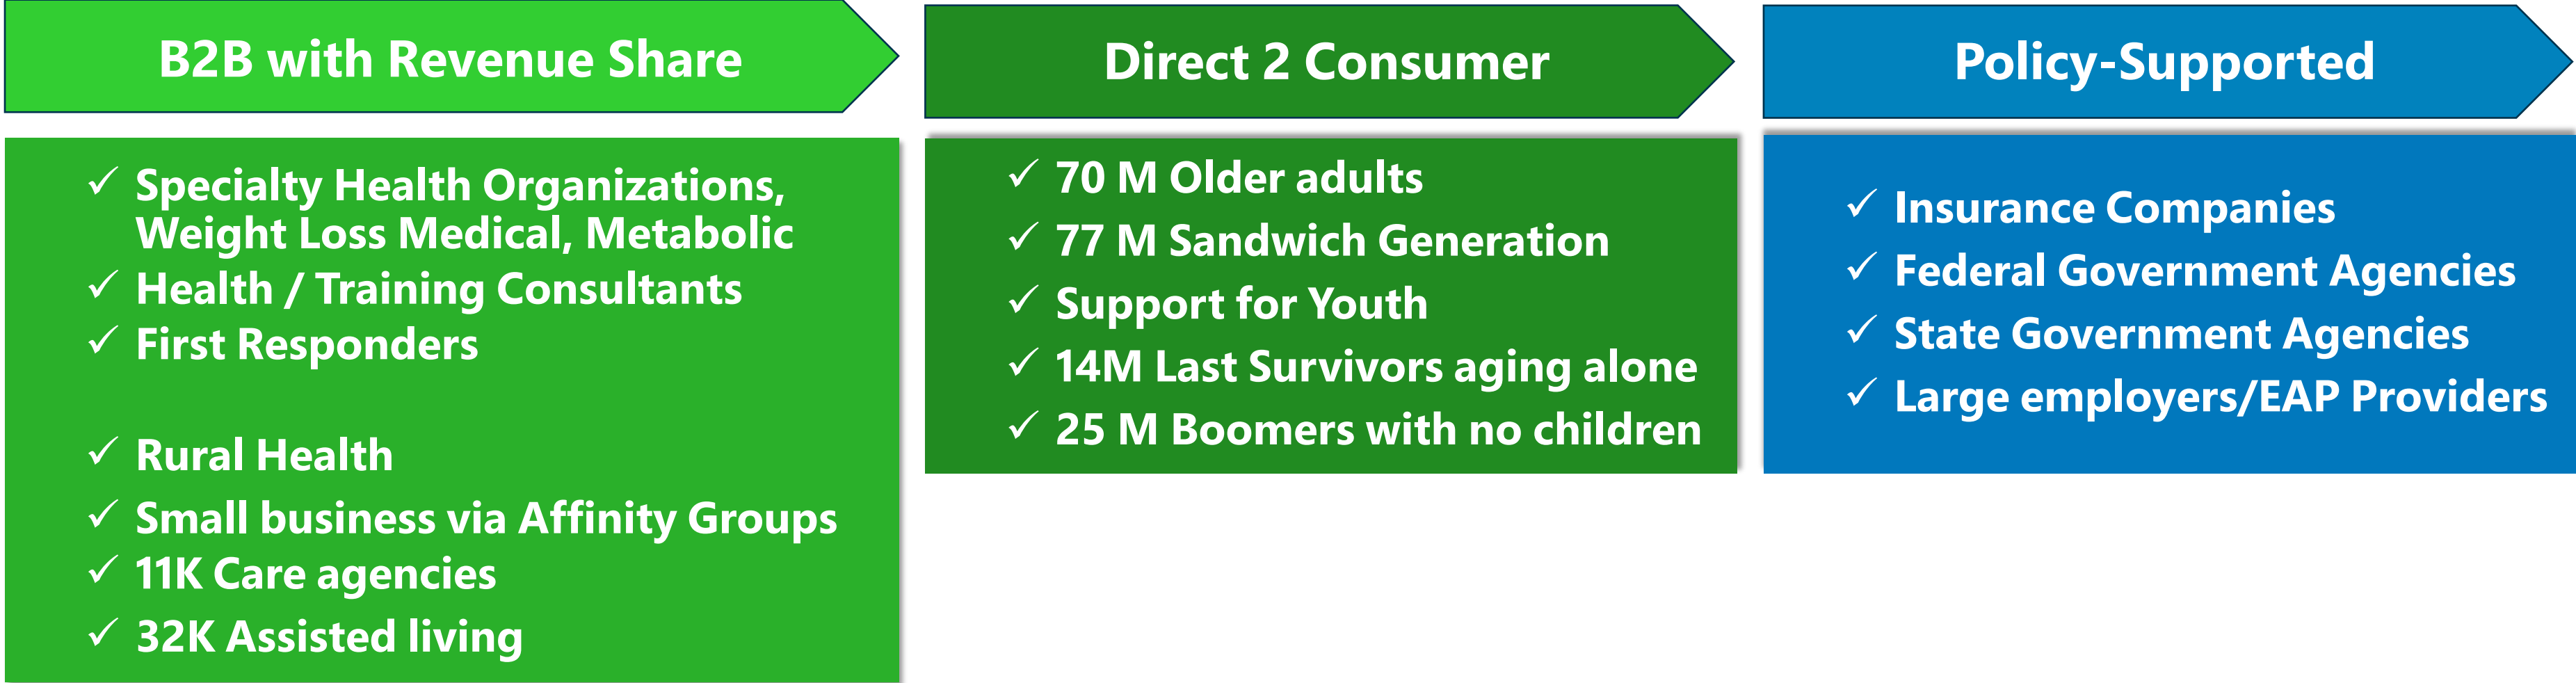 B2B with Revenue Share
✓ Specialty Health Organizations,
Weight Loss Medical, Metabolic
✓ Health / Training Consultants
✓ First Responders
✓ Rural Health
✓ Small business via Affinity Groups
✓ 11K Care agencies
✓ 32K Assisted living
Direct 2 Consumer
✓ 70 M Older adults
✓ 77 M Sandwich Generation
✓ Support for Youth
✓ 14M Last Survivors aging alone
✓ 25 M Boomers with no children
Policy-Supported
✓ Insurance Companies
✓ Federal Government Agencies
✓ State Government Agencies
✓ Large employers/EAP Providers